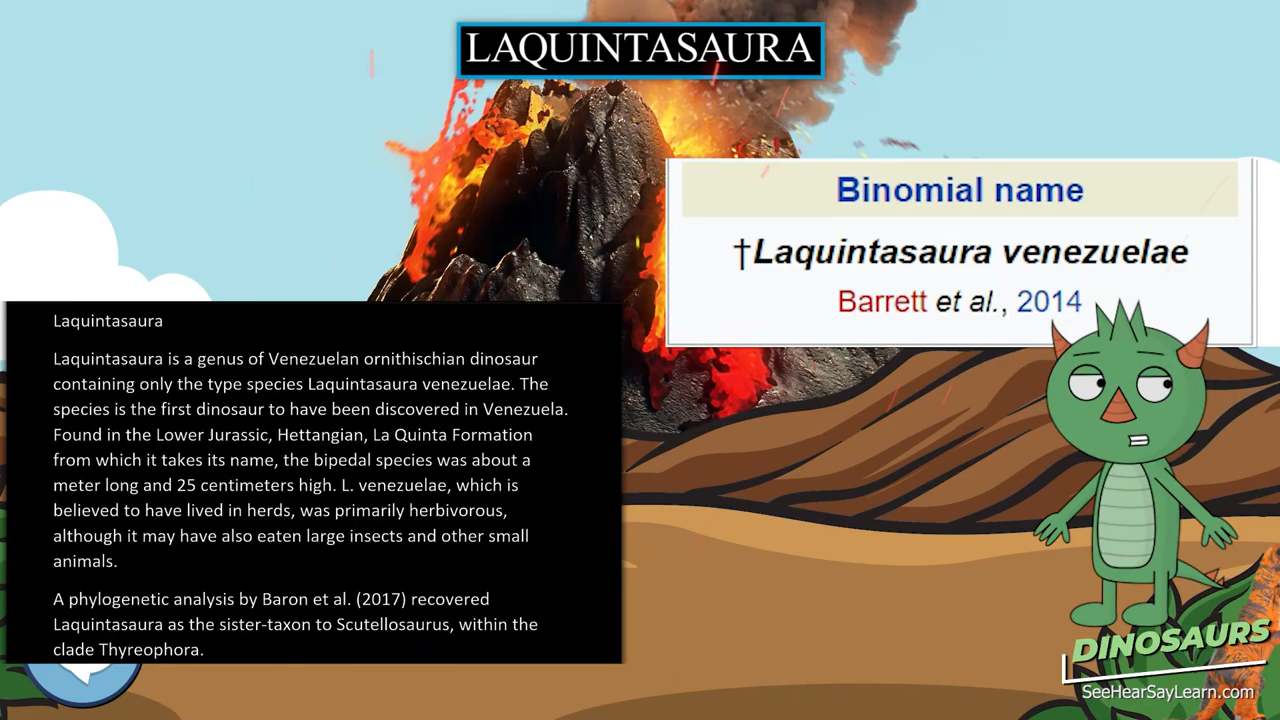 LAQUINTASAURA
Binomial name
†Laquintasaura venezuelae
Barrett et al., 2014
Laquintasaura
Laquintasaura is a genus of Venezuelan ornithischian dinosaur
containing only the type species Laquintasaura venezuelae. The
species is the first dinosaur to have been discovered in Venezuela.
Found in the Lower Jurassic, Hettangian, La Quinta Formation
from which it takes its name, the bipedal species was about a
meter long and 25 centimeters high. L. venezuelae, which is
believed to have lived in herds, was primarily herbivorous,
although it may have also eaten large insects and other small
animals.
A phylogenetic analysis by Baron et al. (2017) recovered
Laquintasaura as the sister-taxon to Scutellosaurus, within the
clade Thyreophora.
DINOSAURS
SeeHearSayLearn.com